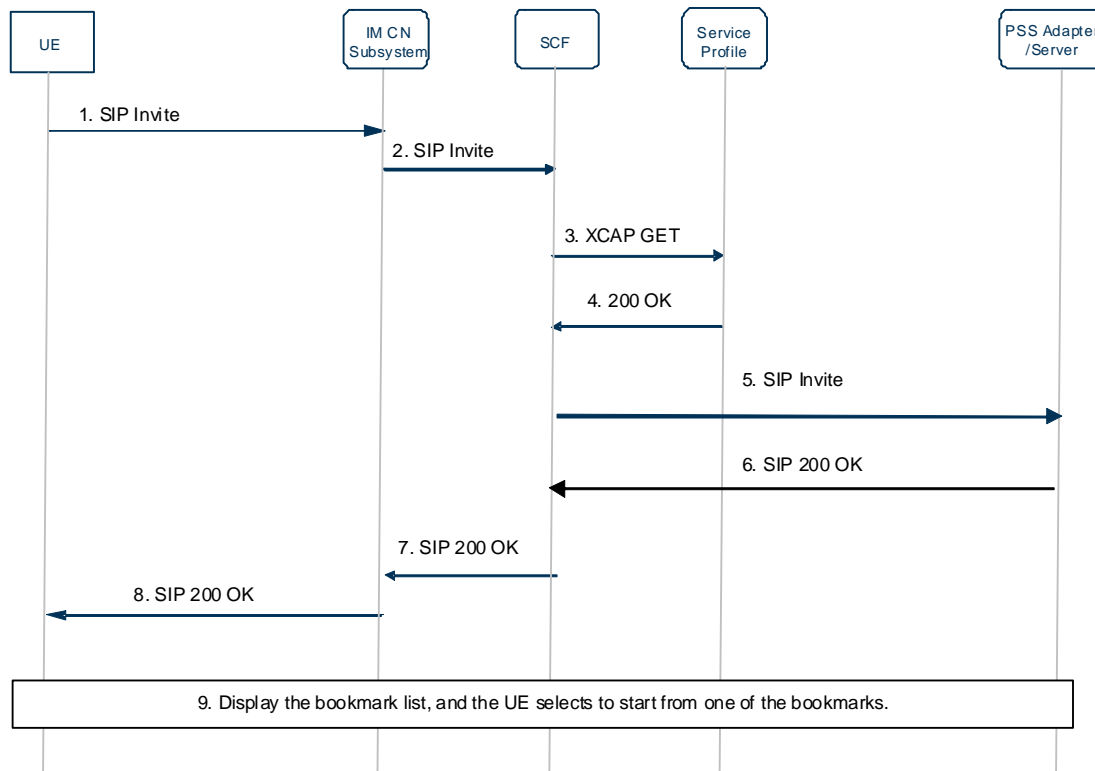 UE
IM CN
Subsystem
SCF
Service
Profile
PSS Adapter
/Server
1. SIP Invite
2. SIP Invite
3. XCAP GET
4. 200 OK
5. SIP Invite
6. SIP 200 OK
7. SIP 200 OK
8. SIP 200 OK
9. Display the bookmark list, and the UE selects to start from one of the bookmarks.